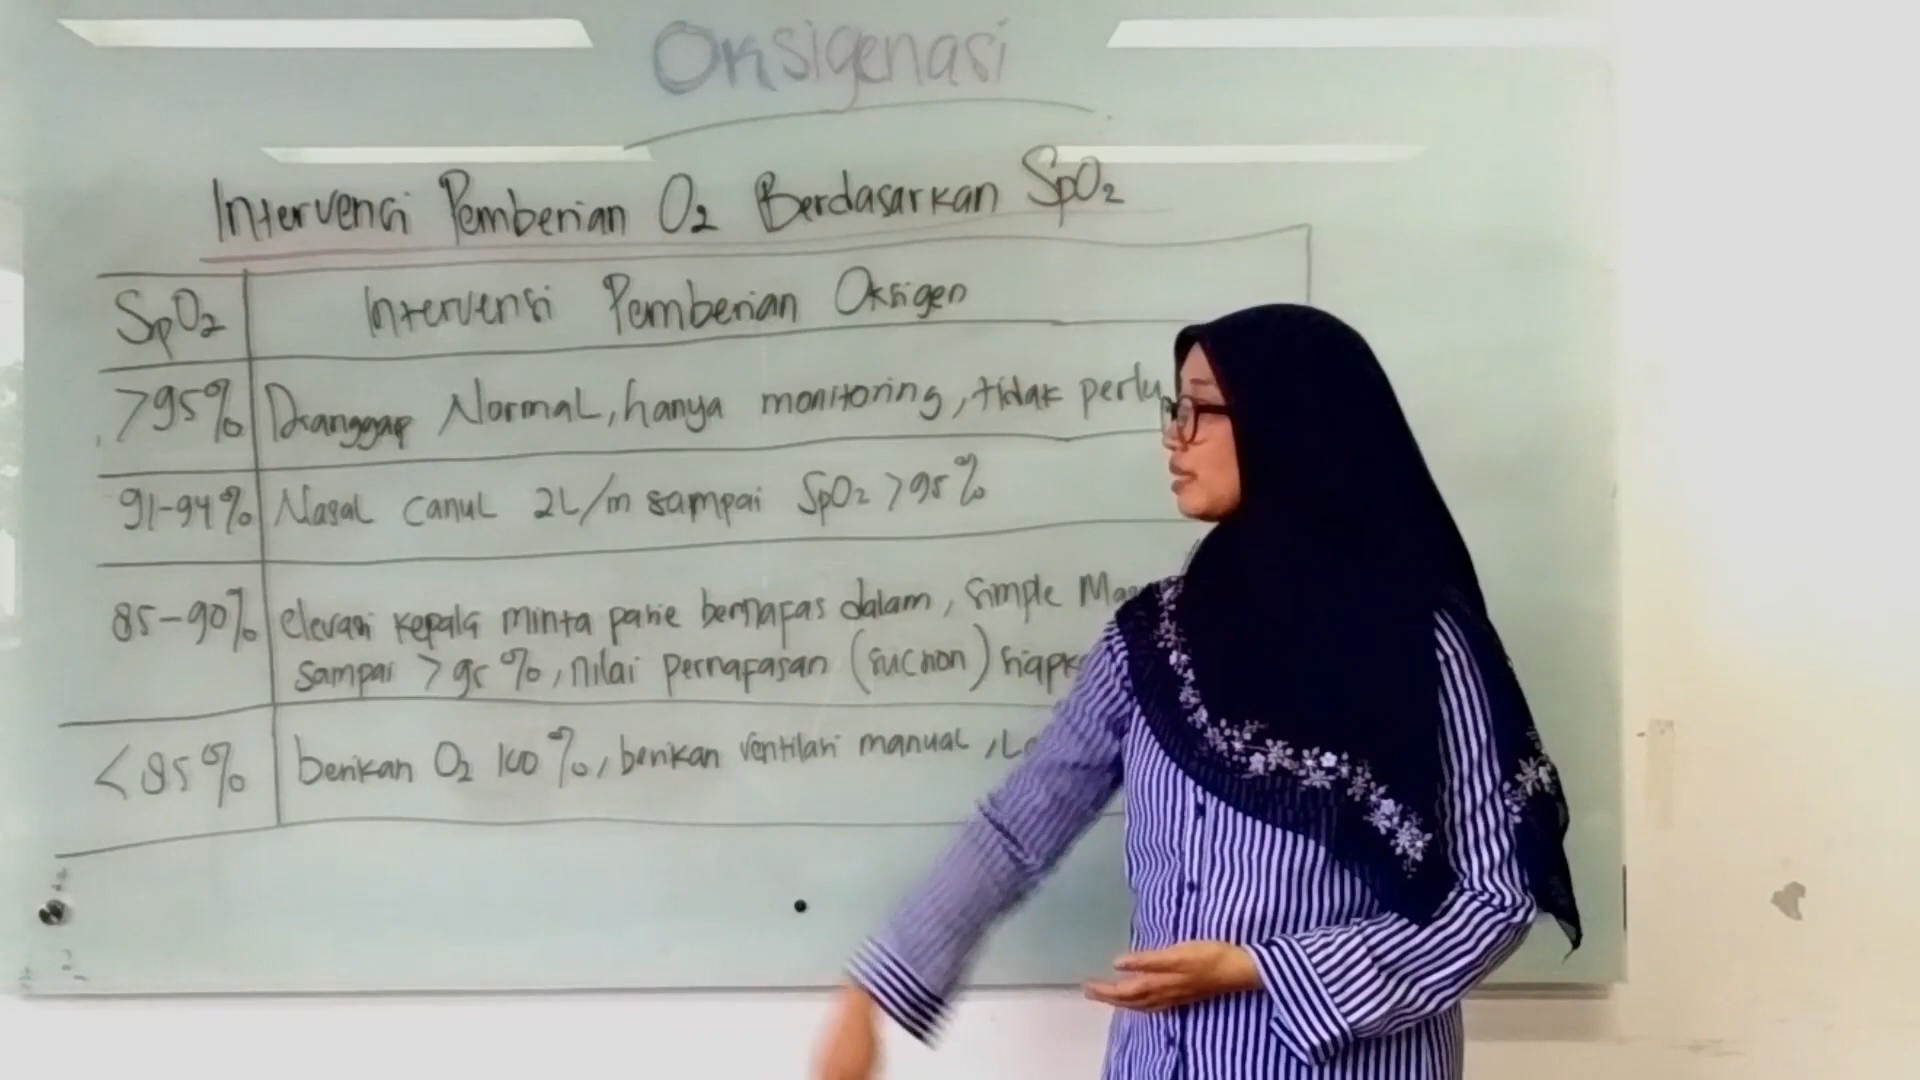 Oksigenasi
Intervensi Pemberian O2 Berdasarkan SpO2
SpO2 Intervensi Pemberian Oksigen
>95% Dianggap Normal, hanya monitoring, tidak perlu
91-94% Nasal canul 2L/m sampai SpO2 >95%
85-90% elevasi kepala minta pasie bernafas dalam, simple
sampai >95%, nilai pernafasan (suction)
<85% berikan O2 100%, berikan ventilasi manual,